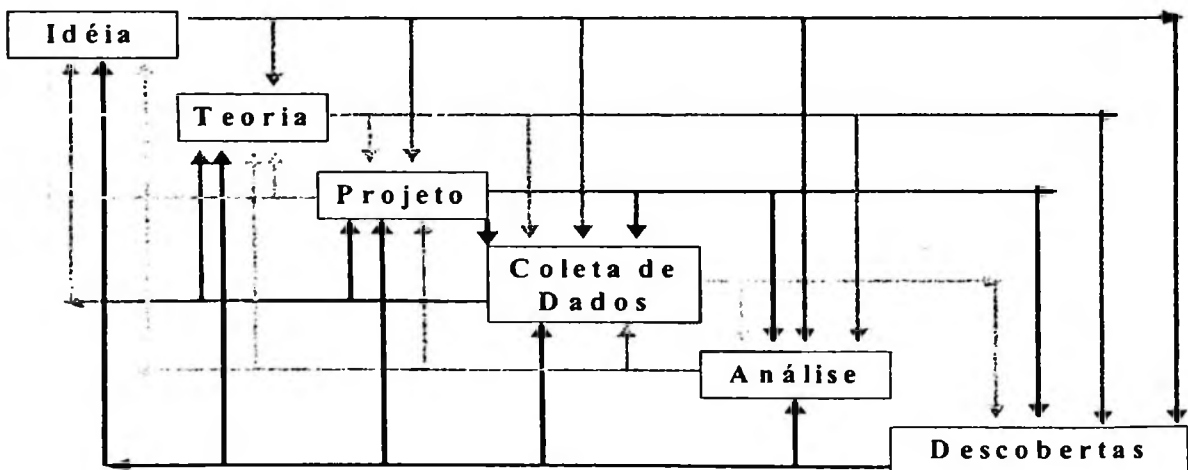 Idéia
Teoria
Projeto
Coleta de
Dados
Análise
Descobertas